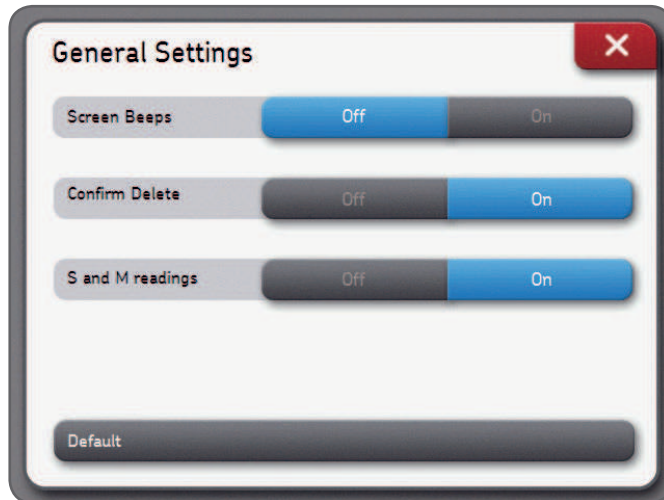 General Settings
Screen Beeps Off On
Confirm Delete Off On
S and M readings Off On
Default